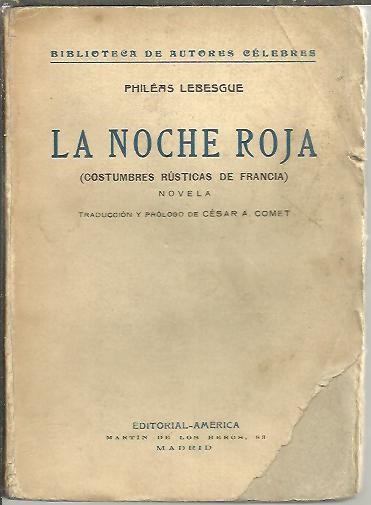 BIBLIOTECA DE AUTORES CÉLEBRES
PHILÉAS LEBESGUE
LA NOCHE ROJA
(COSTUMBRES RÚSTICAS DE FRANCIA)
NOVELA
TRADUCCIÓN Y PRÓLOGO DE CÉSAR A. COMET
EDITORIAL-AMÉRICA
MARTÍN DE LOS HEROS, 83
MADRID